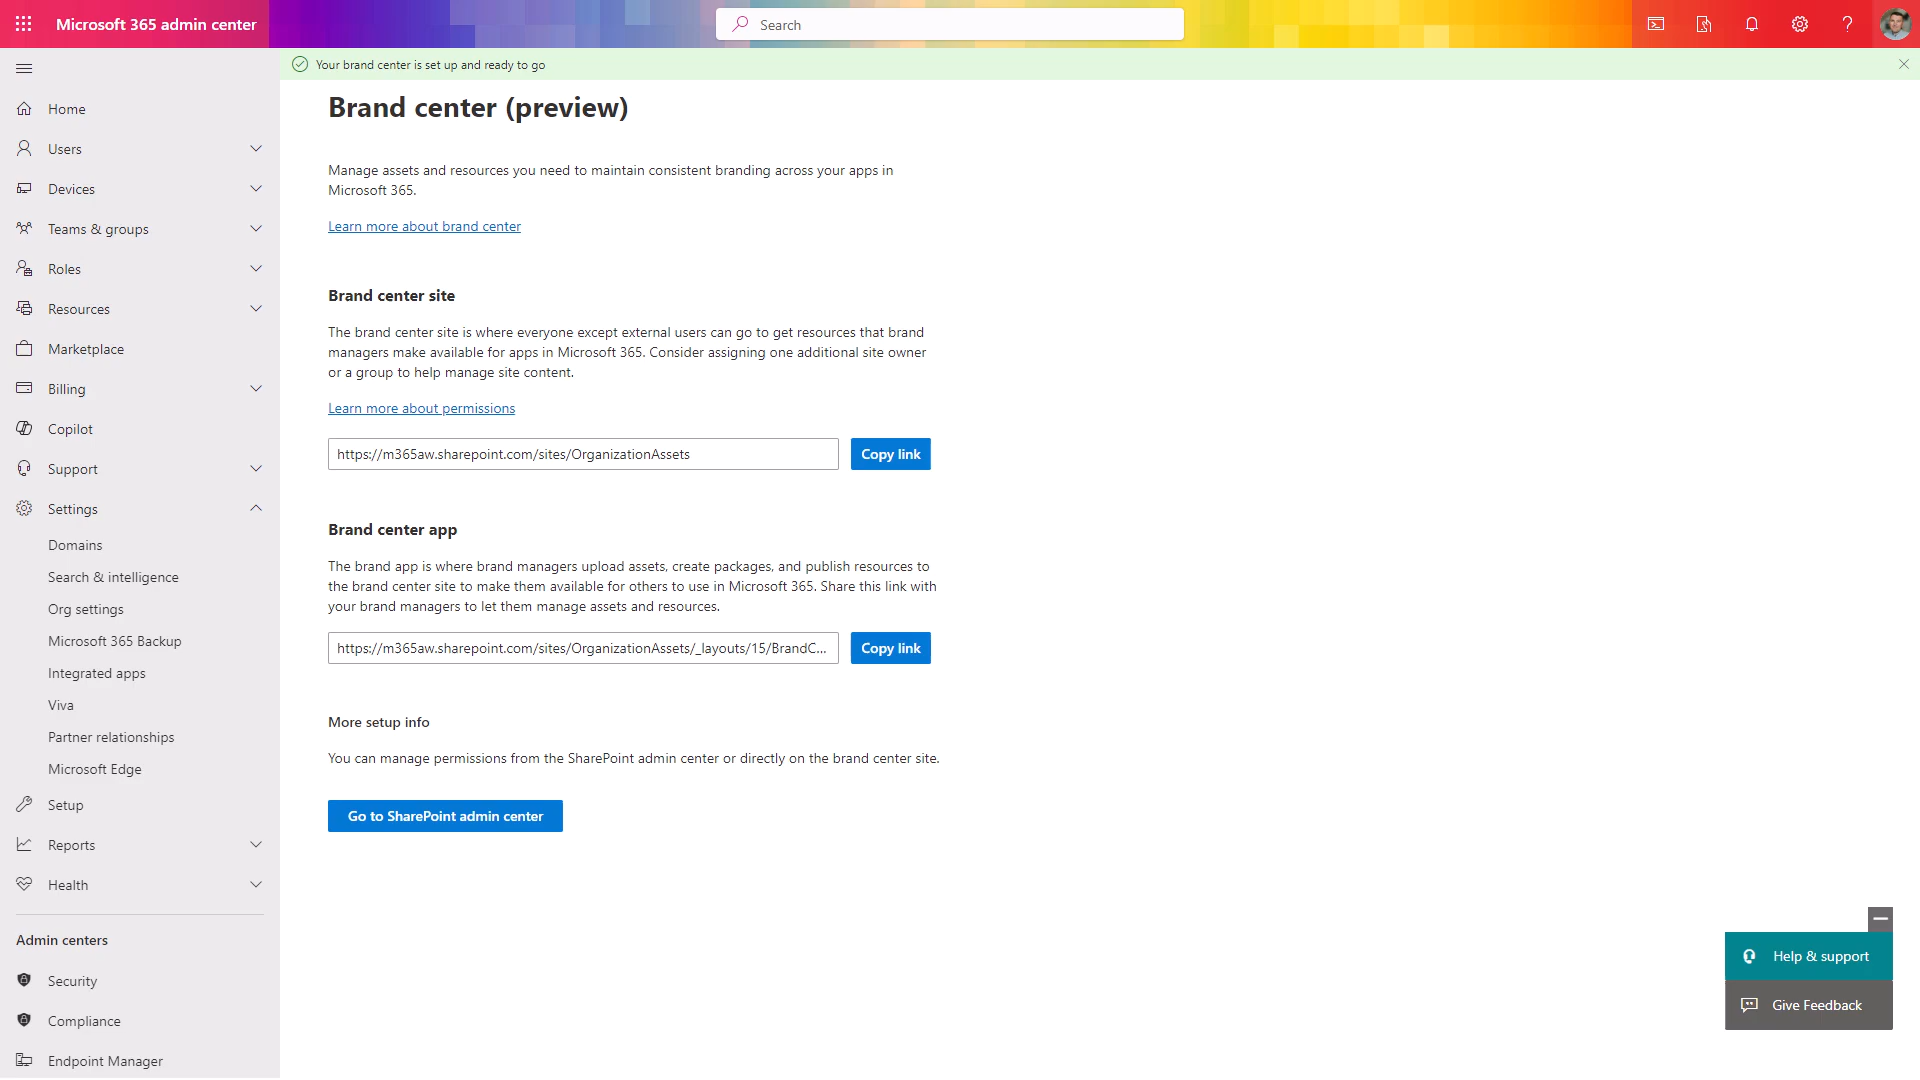 Microsoft 365 admin center
Search
Your brand center is set up and ready to go
Home
Users
Devices
Teams & groups
Roles
Resources
Marketplace
Billing
Copilot
Support
Settings
Domains
Search & intelligence
Org settings
Microsoft 365 Backup
Integrated apps
Viva
Partner relationships
Microsoft Edge
Setup
Reports
Health
Admin centers
Security
Compliance
Endpoint Manager
Brand center (preview)
Manage assets and resources you need to maintain consistent branding across your apps in
Microsoft 365.
Learn more about brand center
Brand center site
The brand center site is where everyone except external users can go to get resources that brand
managers make available for apps in Microsoft 365. Consider assigning one additional site owner
or a group to help manage site content.
Learn more about permissions
https://m365aw.sharepoint.com/sites/OrganizationAssets
Copy link
Brand center app
The brand app is where brand managers upload assets, create packages, and publish resources to
the brand center site to make them available for others to use in Microsoft 365. Share this link with
your brand managers to let them manage assets and resources.
https://m365aw.sharepoint.com/sites/OrganizationAssets/_layouts/15/BrandC...
Copy link
More setup info
You can manage permissions from the SharePoint admin center or directly on the brand center site.
Go to SharePoint admin center
Help & support
Give Feedback